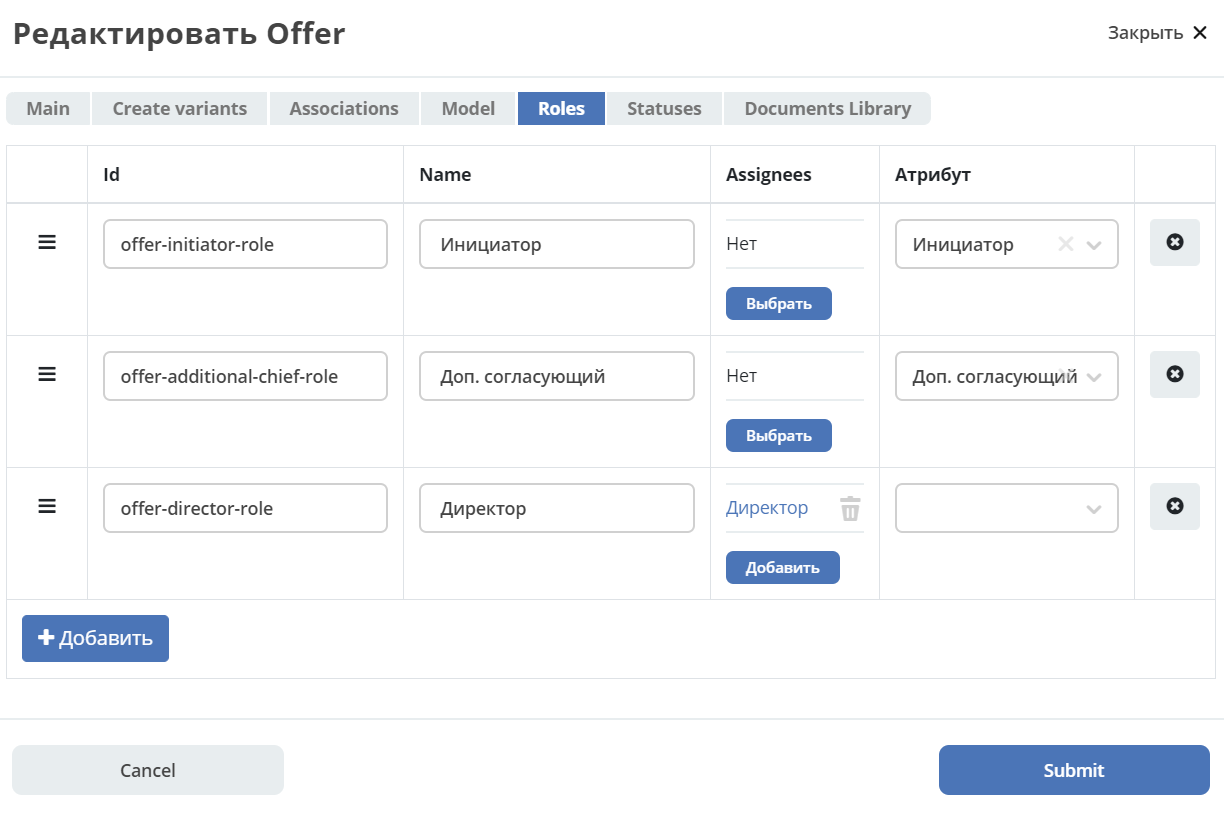 Редактировать Offer
Закрыть
Main Create variants Associations Model Roles Statuses Documents Library
Id Name Assignees Атрибут
offer-initiator-role Инициатор Нет Инициатор
Выбрать
offer-additional-chief-role Доп. согласующий Нет Доп. согласующий
Выбрать
offer-director-role Директор Директор
Добавить
Добавить
Cancel Submit